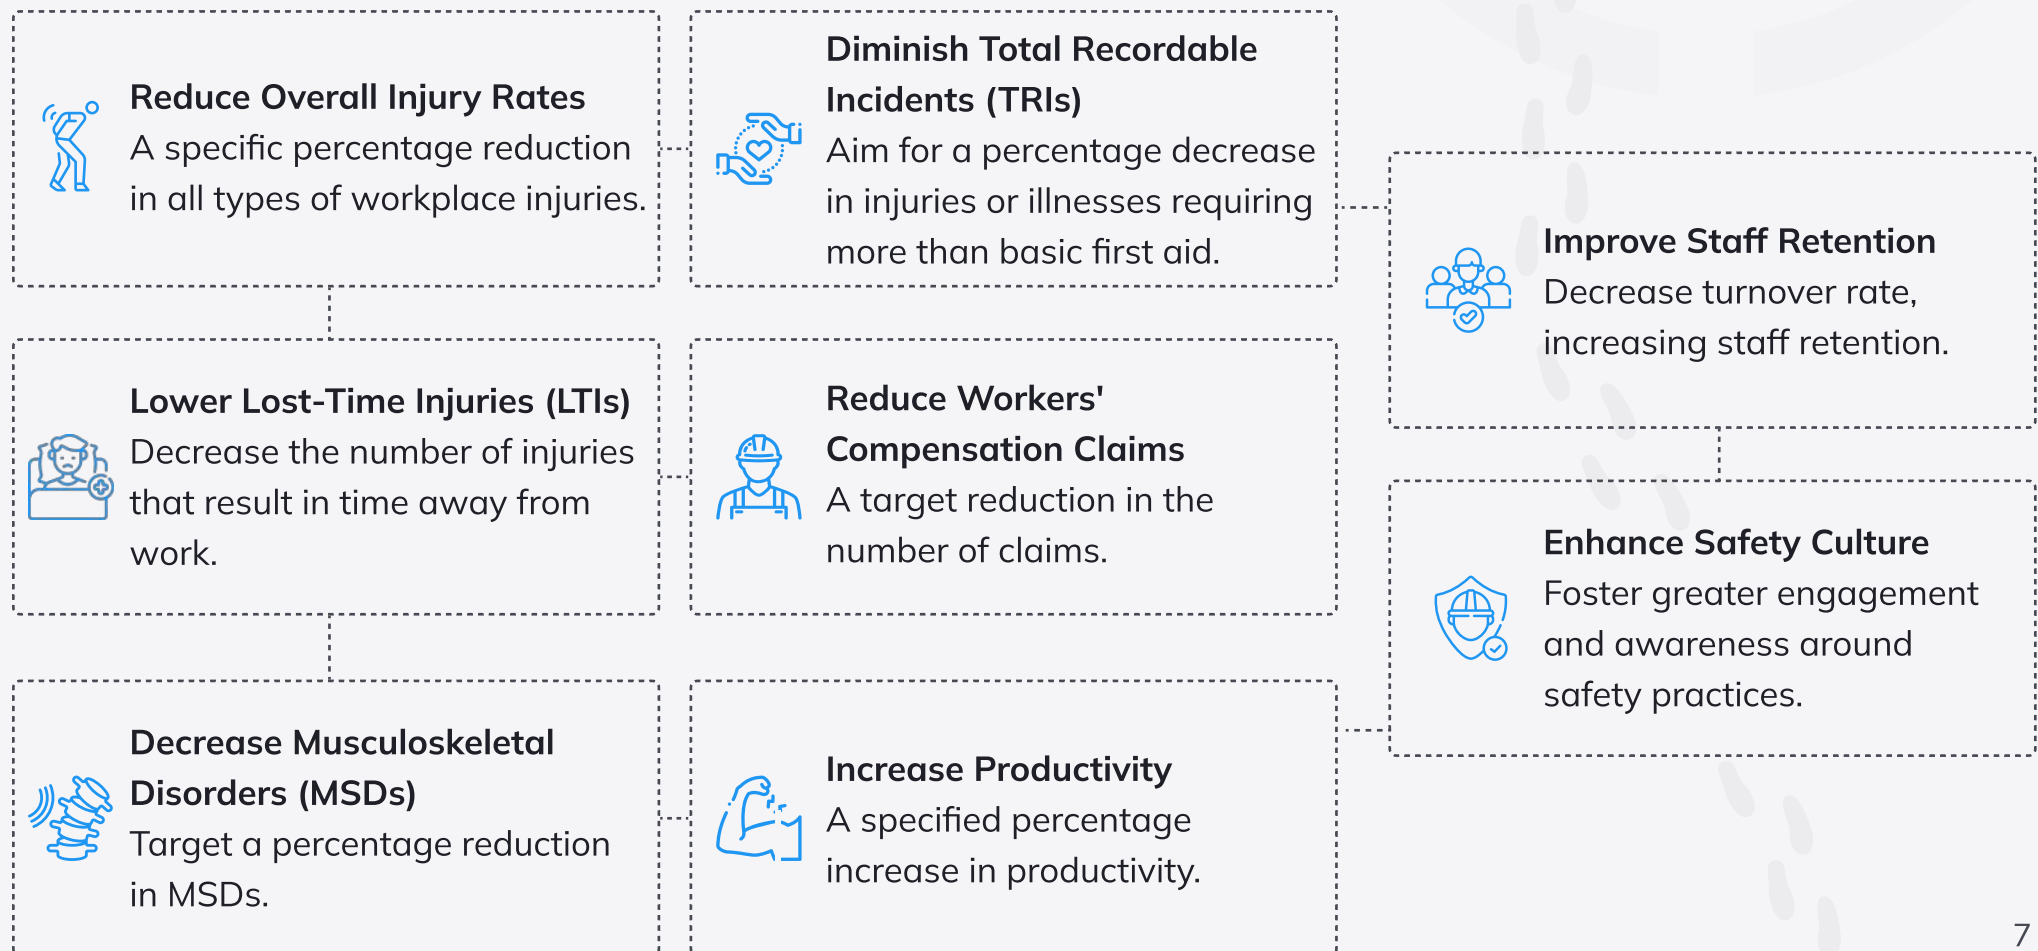 Reduce Overall Injury Rates
A specific percentage reduction
in all types of workplace injuries.
Diminish Total Recordable
Incidents (TRIs)
Aim for a percentage decrease
in injuries or illnesses requiring
more than basic first aid.
Improve Staff Retention
Decrease turnover rate,
increasing staff retention.
Lower Lost-Time Injuries (LTIs)
Decrease the number of injuries
that result in time away from
work.
Reduce Workers'
Compensation Claims
A target reduction in the
number of claims.
Enhance Safety Culture
Foster greater engagement
and awareness around
safety practices.
Decrease Musculoskeletal
Disorders (MSDs)
Target a percentage reduction
in MSDs.
Increase Productivity
A specified percentage
increase in productivity.
7